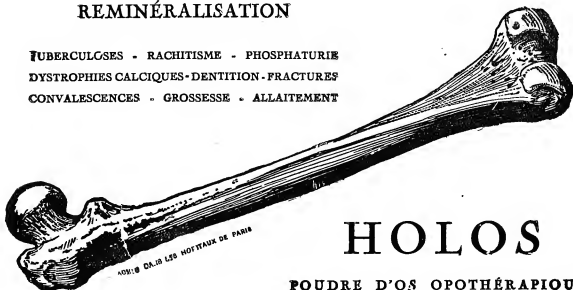 REMINÉRALISATION
TUBERCULOSES - RACHITISME - PHOSPHATURIE
DYSTROPHIES CALCIQUES - DENTITION - FRACTURES
CONVALESCENCES - GROSSESSE - ALLAITEMENT
DANS LES HOPITAUX DE PARIS
HOLOS
POUDRE D'OS OPOTHÉRAPIQU